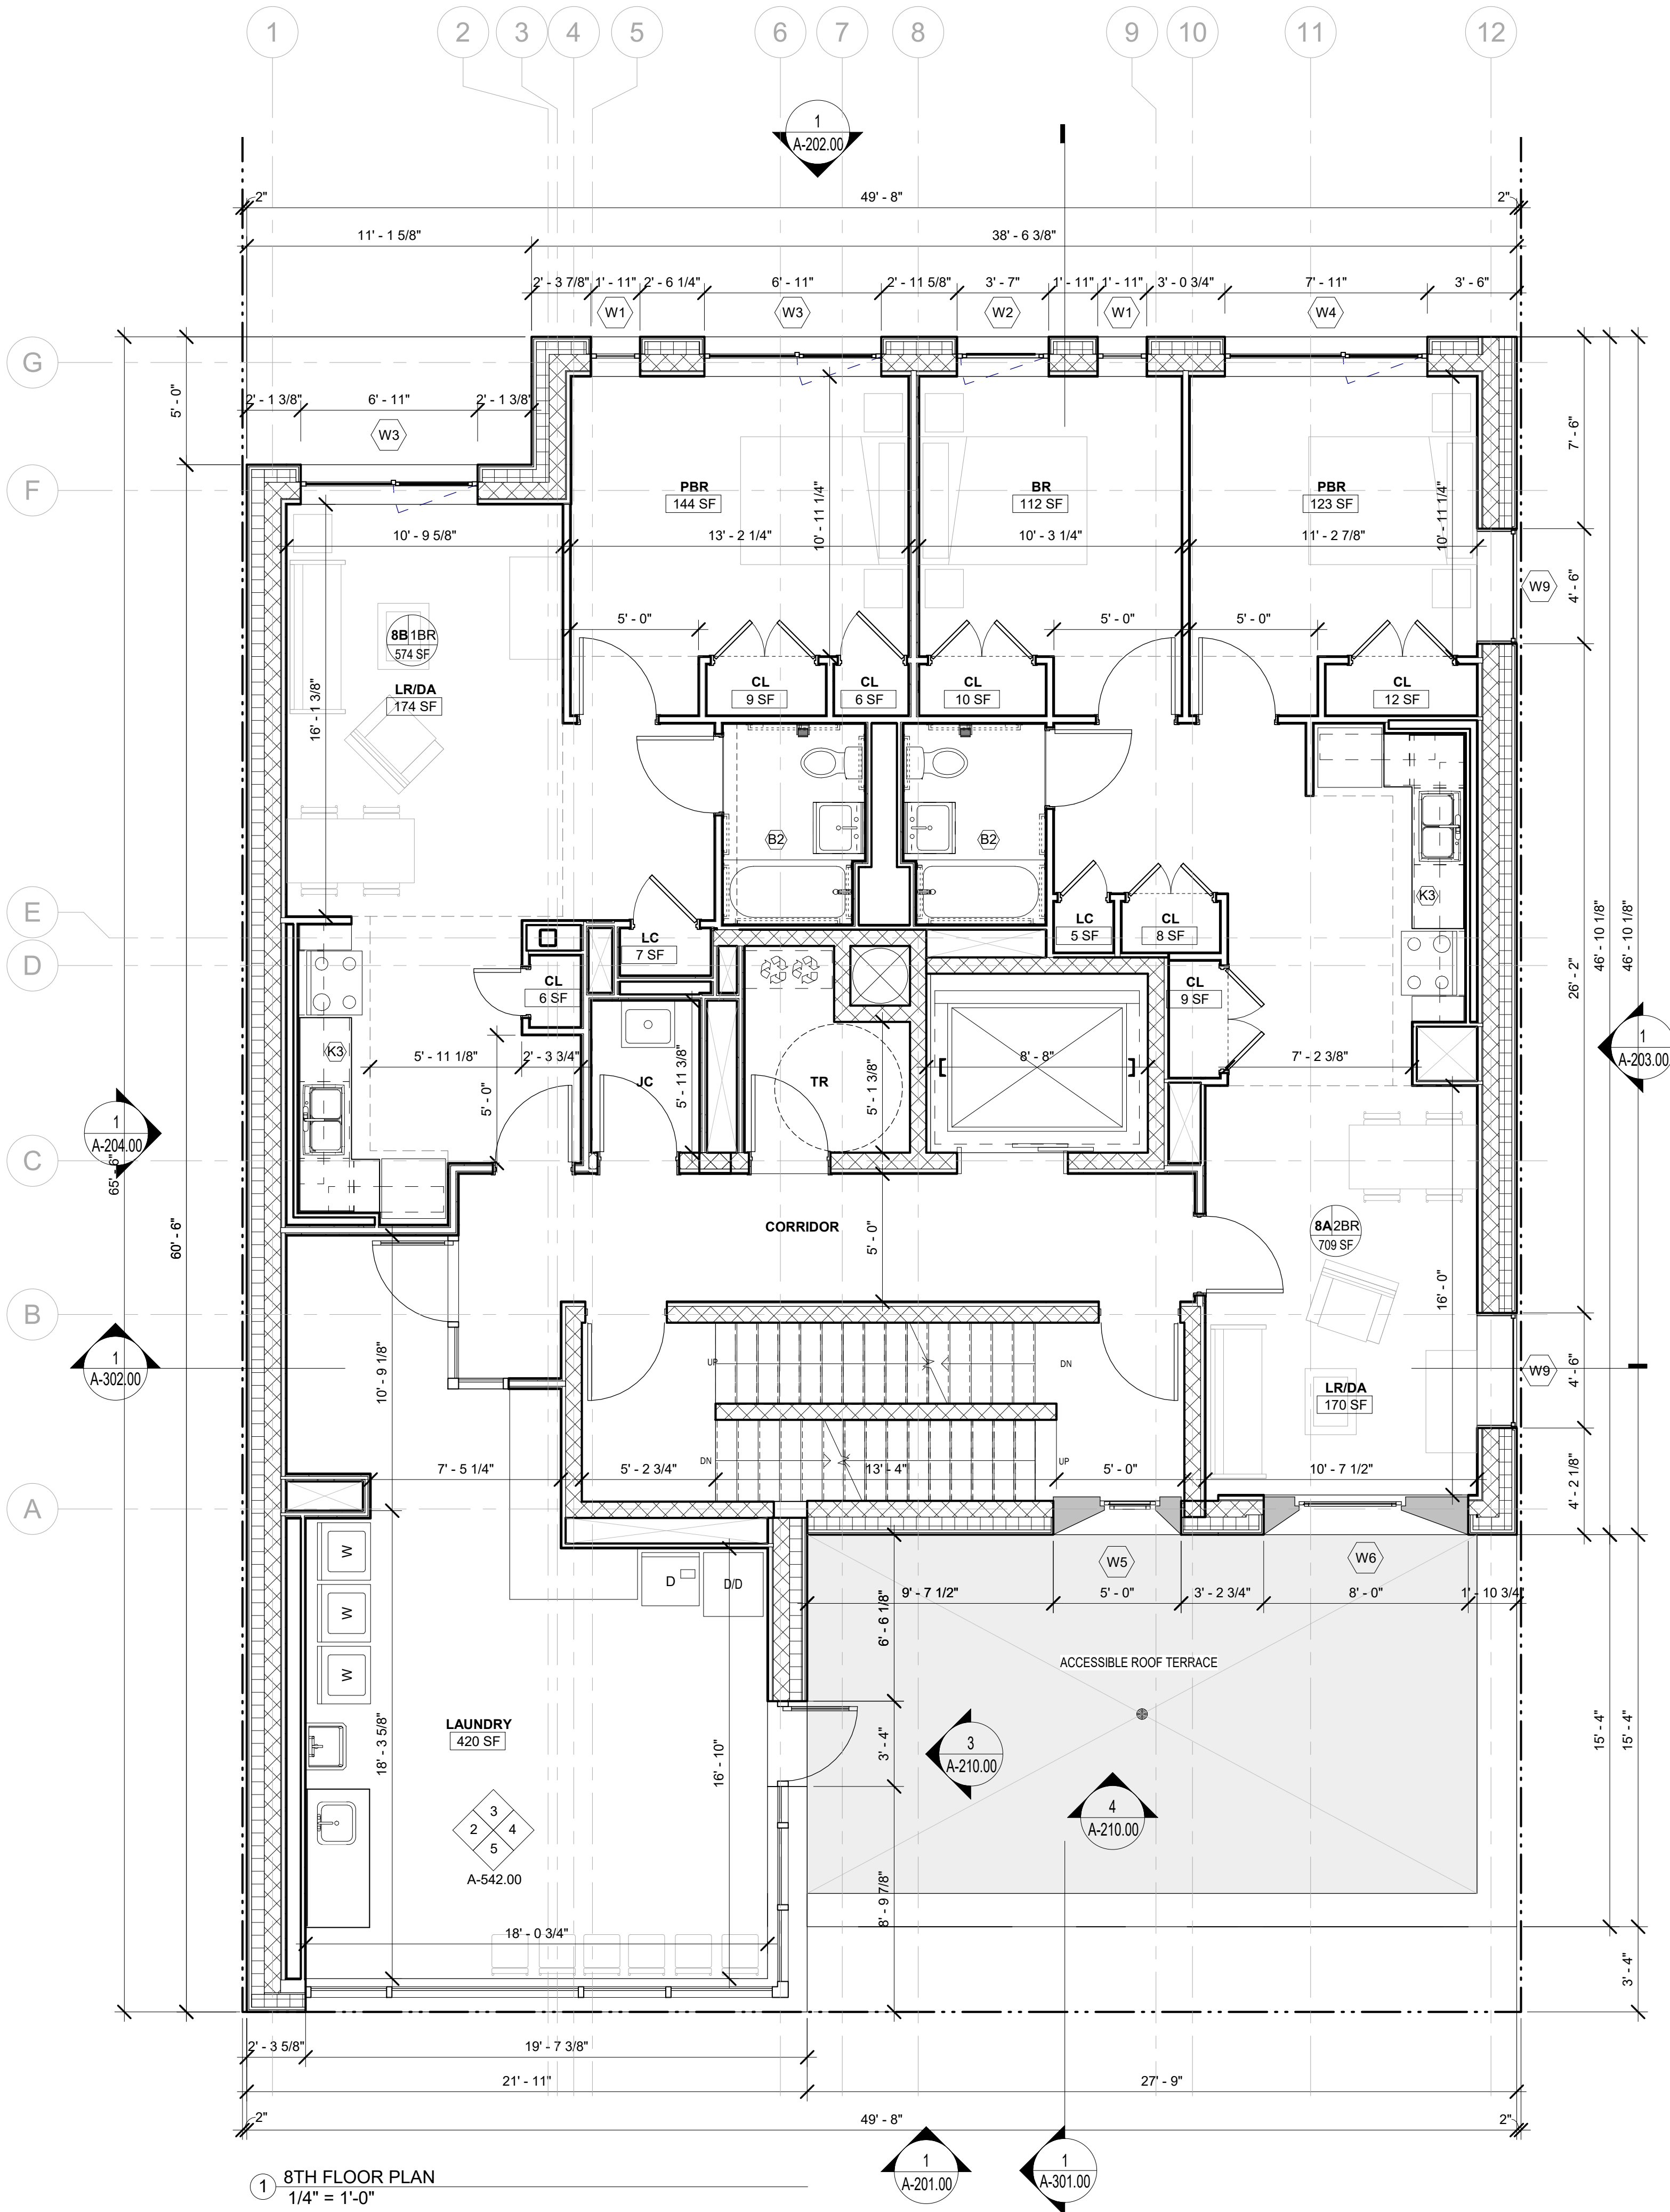 1 2 3 4 5 6 7 8 9 10 11 12
1
A-202.00
2" 49' - 8" 2"
11' - 1 5/8" 38' - 6 3/8"
2' - 3 7/8" 1' - 11" 2' - 6 1/4" 6' - 11" 2' - 11 5/8" 3' - 7" 1' - 11" 1' - 11" 3' - 0 3/4" 7' - 11" 3' - 6"
W1 W3 W2 W1 W4
G
5' - 0"
2' - 1 3/8" 6' - 11" 2' - 1 3/8"
W3
7' - 6"
F
PBR
144 SF
BR
112 SF
PBR
123 SF
10' - 11 1/4"
10' - 11 1/4"
10' - 9 5/8" 13' - 2 1/4" 10' - 3 1/4" 11' - 2 7/8"
W9
4' - 6"
5' - 0" 5' - 0" 5' - 0"
8B 1BR
574 SF
LR/DA
174 SF
16' - 1 3/8"
CL
9 SF
CL
6 SF
CL
10 SF
CL
12 SF
B2 B2
K3
E
LC
7 SF
LC
5 SF
CL
8 SF
46' - 10 1/8"
46' - 10 1/8"
D
CL
6 SF
CL
9 SF
26' - 2"
1
A-203.00
K3
5' - 11 1/8" 2' - 3 3/4" 8' - 8" 7' - 2 3/8"
5' - 0"
5' - 11 3/8"
5' - 1 3/8"
JC
TR
1
A-204.00
C
65' - 6"
60' - 6"
CORRIDOR
5' - 0"
8A 2BR
709 SF
16' - 0"
B
1
A-302.00
10' - 9 1/8"
UP DN
LR/DA
170 SF
W9
4' - 6"
DN UP
7' - 5 1/4" 5' - 2 3/4" 13' - 4" 5' - 0" 10' - 7 1/2"
4' - 2 1/8"
A
W
W
W
D D/D
W5 W6
9' - 7 1/2" 5' - 0" 3' - 2 3/4" 8' - 0" 1' - 10 3/4"
6' - 6 1/8"
ACCESSIBLE ROOF TERRACE
LAUNDRY
420 SF
18' - 3 5/8"
16' - 10"
3' - 4"
3
A-210.00
15' - 4"
15' - 4"
4
A-210.00
3
2 4
5
A-542.00
8' - 9 7/8"
18' - 0 3/4"
3' - 4"
2' - 3 5/8" 19' - 7 3/8"
21' - 11" 27' - 9"
2" 49' - 8" 2"
1
A-201.00
1
A-301.00
1 8TH FLOOR PLAN
1/4" = 1'-0"